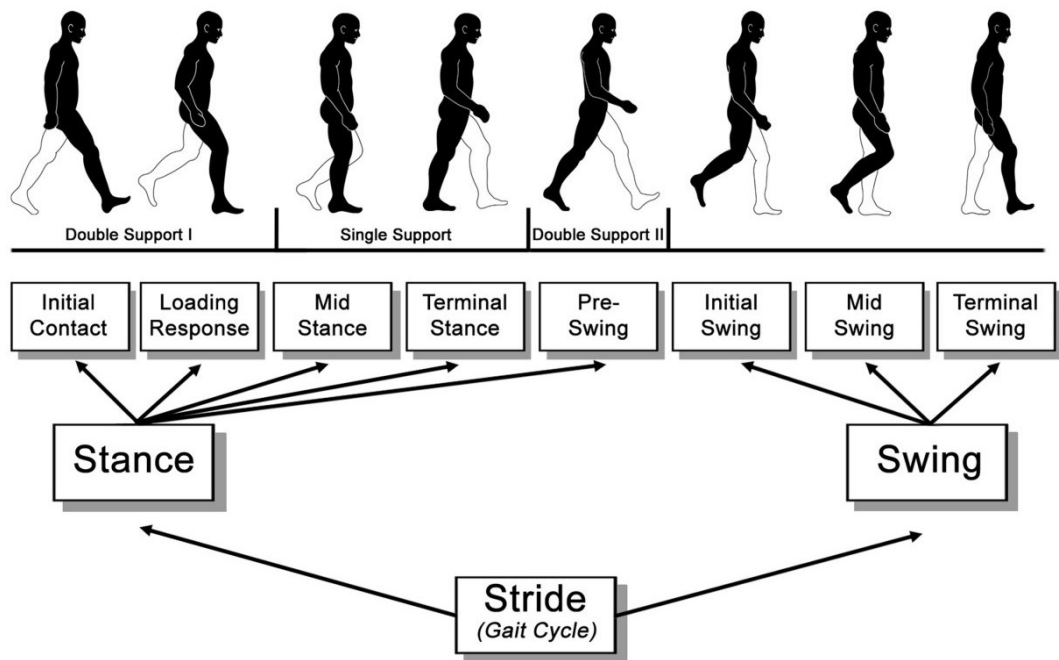 Double Support I
Single Support
Double Support II
Initial
Contact
Loading
Response
Mid
Stance
Terminal
Stance
Pre-
Swing
Initial
Swing
Mid
Swing
Terminal
Swing
Stance
Swing
Stride
(Gait Cycle)